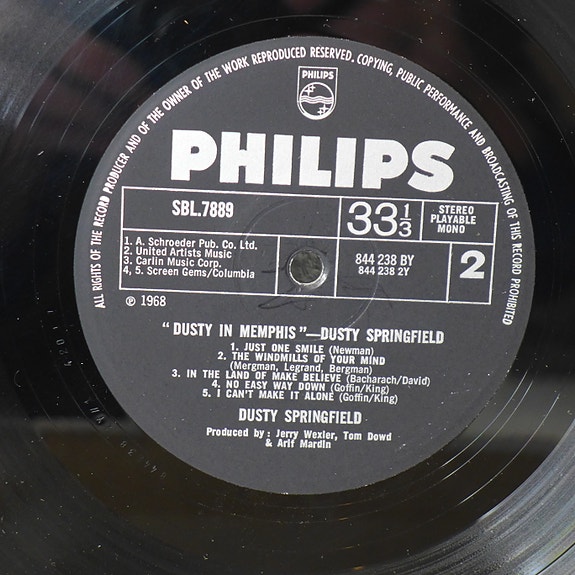 ALL RIGHTS OF THE RECORD PRODUCER AND OF THE OWNER OF THE WORK REPRODUCED RESERVED. COPYING, PUBLIC PERFORMANCE AND BROADCASTING OF THIS RECORD PROHIBITED
PHILIPS
PHILIPS
SBL.7889
33 1/3
STEREO
PLAYABLE
MONO
1. A. Schroeder Pub. Co. Ltd.
2. United Artists Music
3. Carlin Music Corp.
4, 5. Screen Gems/Columbia
844 238 BY
844 238 2Y
2
℗ 1968
"DUSTY IN MEMPHIS"—DUSTY SPRINGFIELD
1. JUST ONE SMILE (Newman)
2. THE WINDMILLS OF YOUR MIND
(Mergman, Legrand, Bergman)
3. IN THE LAND OF MAKE BELIEVE (Bacharach/David)
4. NO EASY WAY DOWN (Goffin/King)
5. I CAN'T MAKE IT ALONE (Goffin/King)
DUSTY SPRINGFIELD
Produced by: Jerry Wexler, Tom Dowd
& Arif Mardin